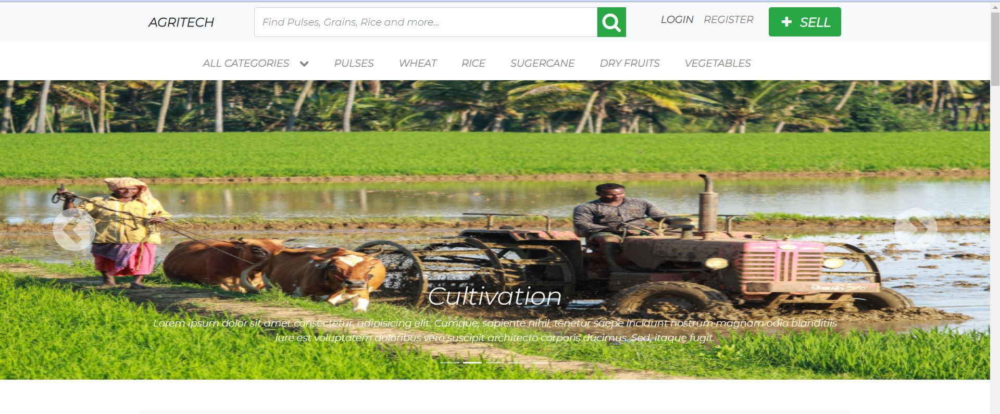 AGRITECH
Find Pulses, Grains, Rice and more...
LOGIN REGISTER
SELL
ALL CATEGORIES PULSES WHEAT RICE SUGERCANE DRY FRUITS VEGETABLES
Cultivation
Lorem ipsum dolor sit amet consectetur, adipisicing elit. Cumque, sapiente nihil, tenetur saepe incidunt nostrum magnam odio blanditiis
iure est voluptatem doloribus vero suscipit architecto corporis ducimus. Sed, itaque fugit.